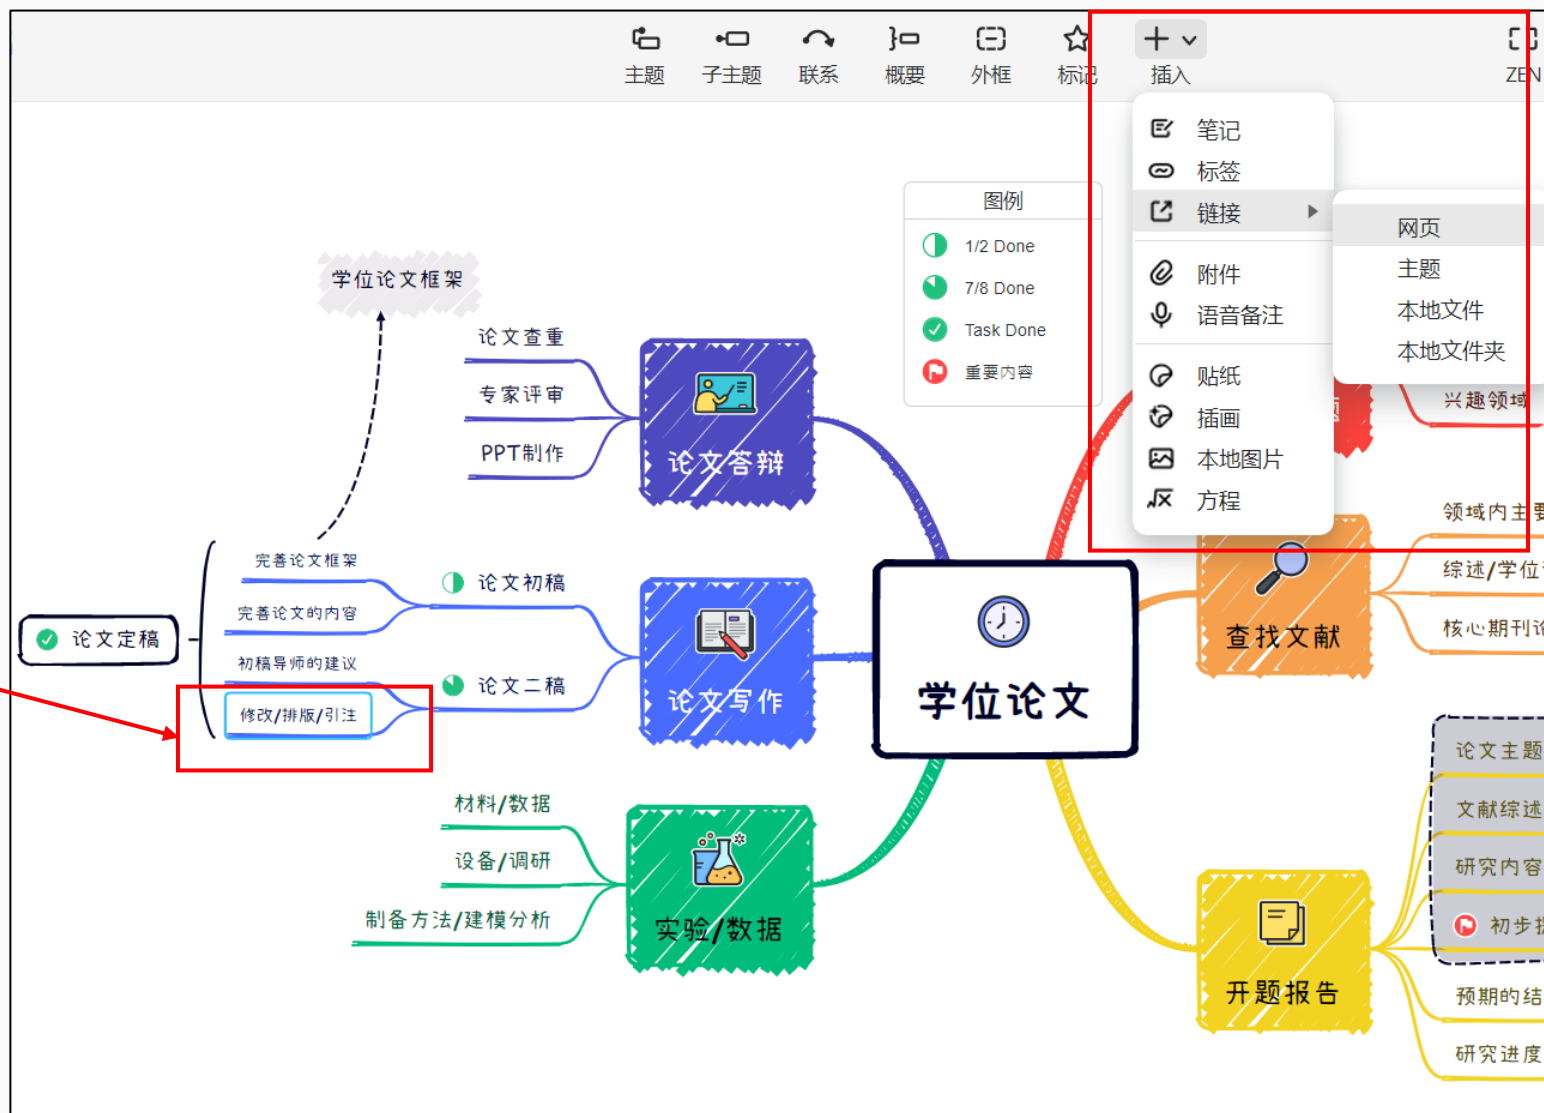 主题
子主题
联系
概要
外框
标记
插入
ZEN
笔记
标签
链接
附件
语音备注
贴纸
插画
本地图片
方程
网页
主题
本地文件
本地文件夹
图例
1/2 Done
7/8 Done
Task Done
重要内容
学位论文框架
论文查重
专家评审
PPT制作
论文答辩
完善论文框架
完善论文的内容
初稿导师的建议
修改/排版/引注
论文定稿
论文初稿
论文二稿
论文写作
材料/数据
设备/调研
制备方法/建模分析
实验/数据
学位论文
题
兴趣领域
领域内主要
综述/学位
核心期刊论
查找文献
论文主题
文献综述
研究内容
初步
预期的结
研究进度
开题报告